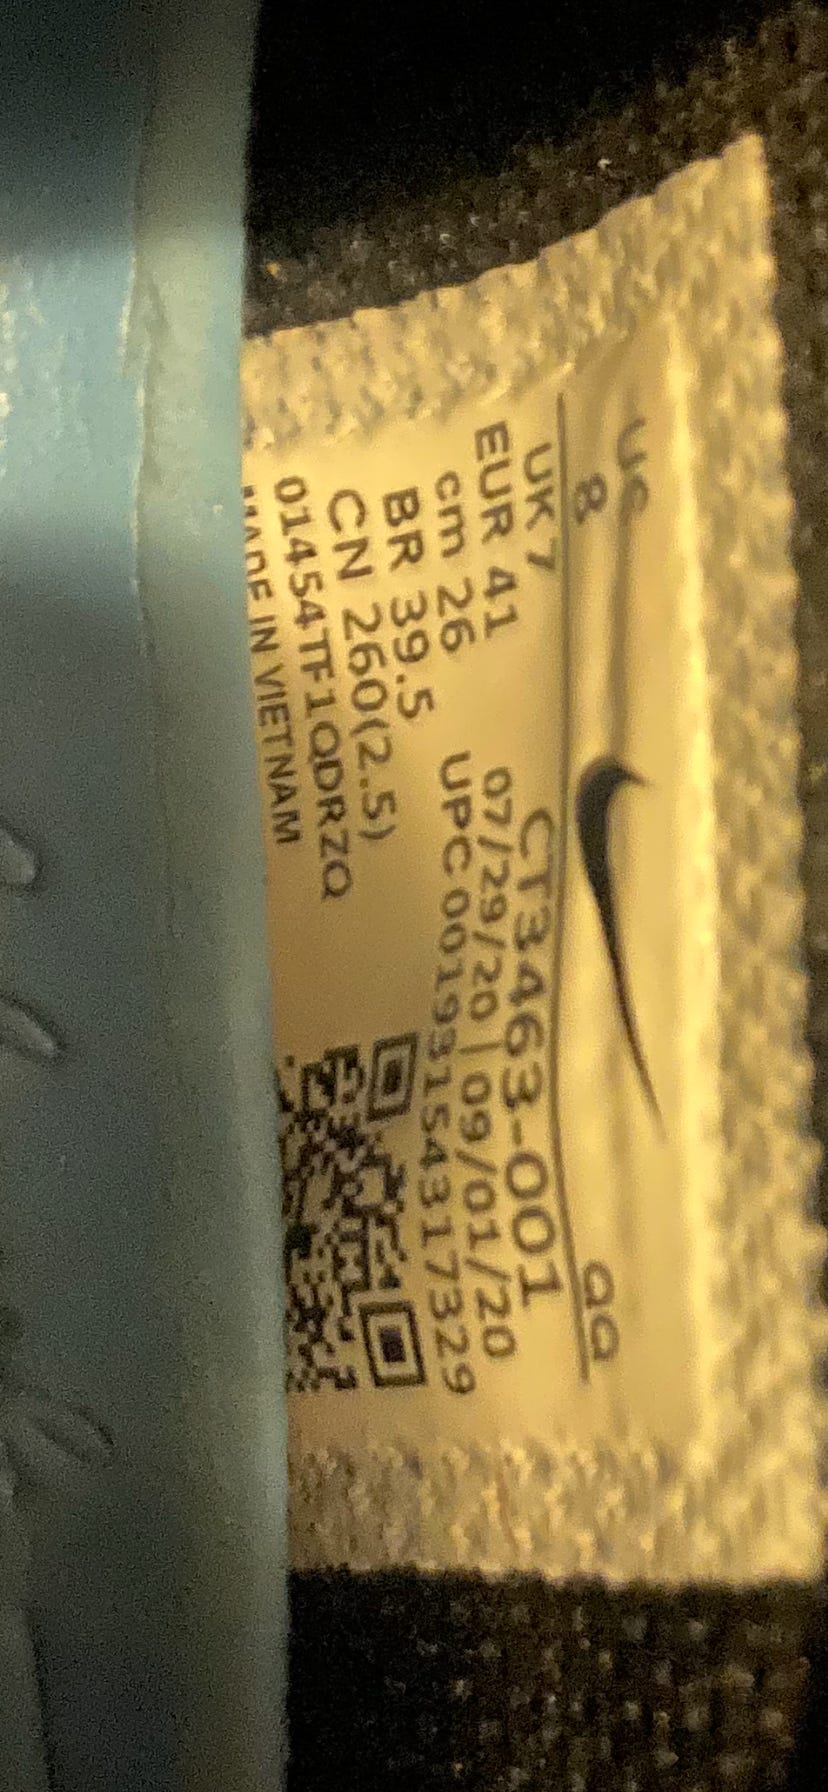 US
8
QQ
UK 7
EUR 41
cm 26
BR 39.5
CN 260(2.5)
01454TF1QDRZQ
MADE IN VIETNAM
CT3463-001
07/29/20 | 09/01/20
UPC 00193154317329